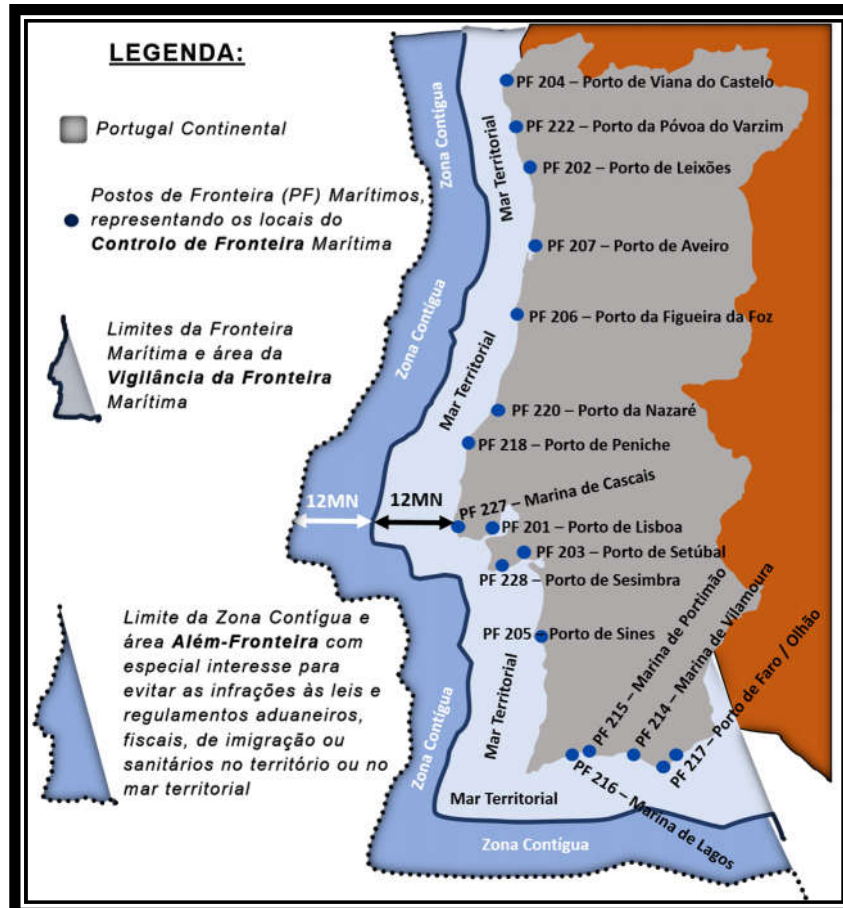 LEGENDA:
Portugal Continental
Postos de Fronteira (PF) Marítimos,
representando os locais do
Controlo de Fronteira Marítima
Limites da Fronteira
Marítima e área da
Vigilância da Fronteira
Marítima
Limite da Zona Contígua e
área Além-Fronteira com
especial interesse para
evitar as infrações às leis e
regulamentos aduaneiros,
fiscais, de imigração ou
sanitários no território ou no
mar territorial
Zona Contígua
Mar Territorial
PF 204 – Porto de Viana do Castelo
PF 222 – Porto da Póvoa do Varzim
PF 202 – Porto de Leixões
PF 207 – Porto de Aveiro
Zona Contígua
Mar Territorial
PF 206 – Porto da Figueira da Foz
PF 220 – Porto da Nazaré
PF 218 – Porto de Peniche
12MN
12MN
PF 227 – Marina de Cascais
PF 201 – Porto de Lisboa
PF 203 – Porto de Setúbal
PF 228 – Porto de Sesimbra
PF 205 – Porto de Sines
Zona Contígua
Mar Territorial
PF 215 – Marina de Portimão
PF 214 – Marina de Vilamoura
PF 217 – Porto de Faro / Olhão
PF 216 – Marina de Lagos
Mar Territorial
Zona Contígua